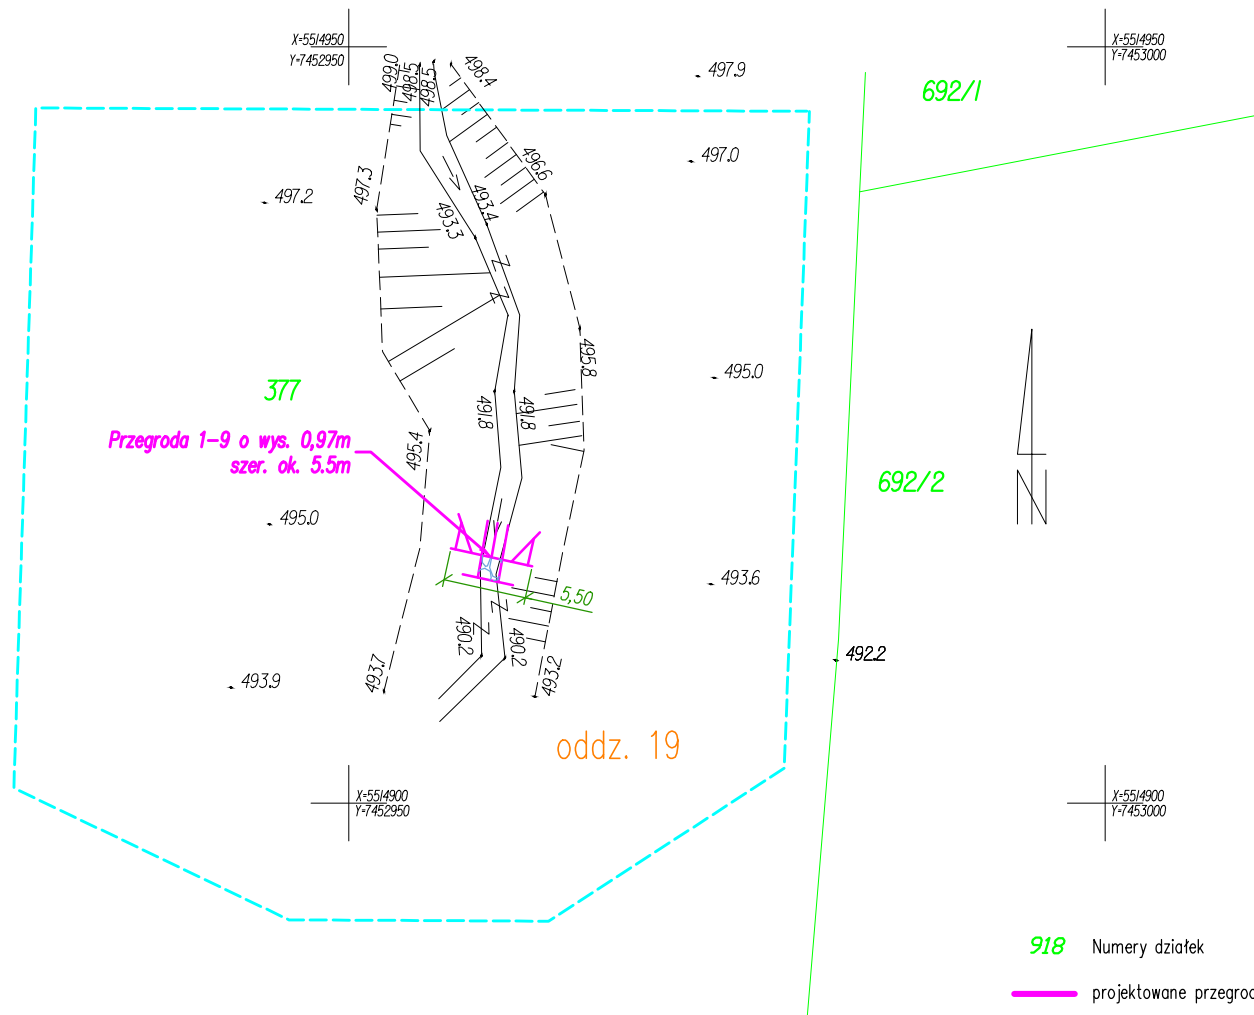 X=5514950
Y=7452950
X=5514950
Y=7453000
499.0
498.5
498.5
498.4
497.9
692/1
497.0
496.6
497.3
497.2
493.4
493.3
495.8
495.0
377
491.8
491.8
Przegroda 1-9 o wys. 0,97m
szer. ok. 5.5m
495.4
692/2
N
495.0
493.6
5,50
490.2
490.2
492.2
493.7
493.2
493.9
oddz. 19
X=5514900
Y=7452950
X=5514900
Y=7453000
918 Numery działek
projektowane przegrod